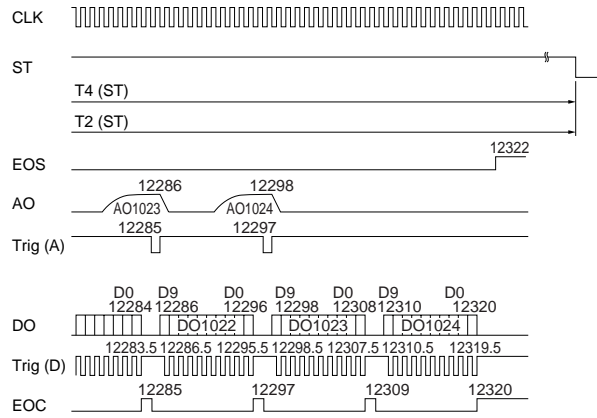 CLK
ST
T4 (ST)
T2 (ST)
12322
EOS
12286 12298
AO AO1023 AO1024
12285 12297
Trig (A)
D0 D9 D0 D9 D0 D9 D0
12284 12286 12296 12298 12308 12310 12320
DO DO1022 DO1023 DO1024
12283.5 12286.5 12295.5 12298.5 12307.5 12310.5 12319.5
Trig (D)
12285 12297 12309 12320
EOC